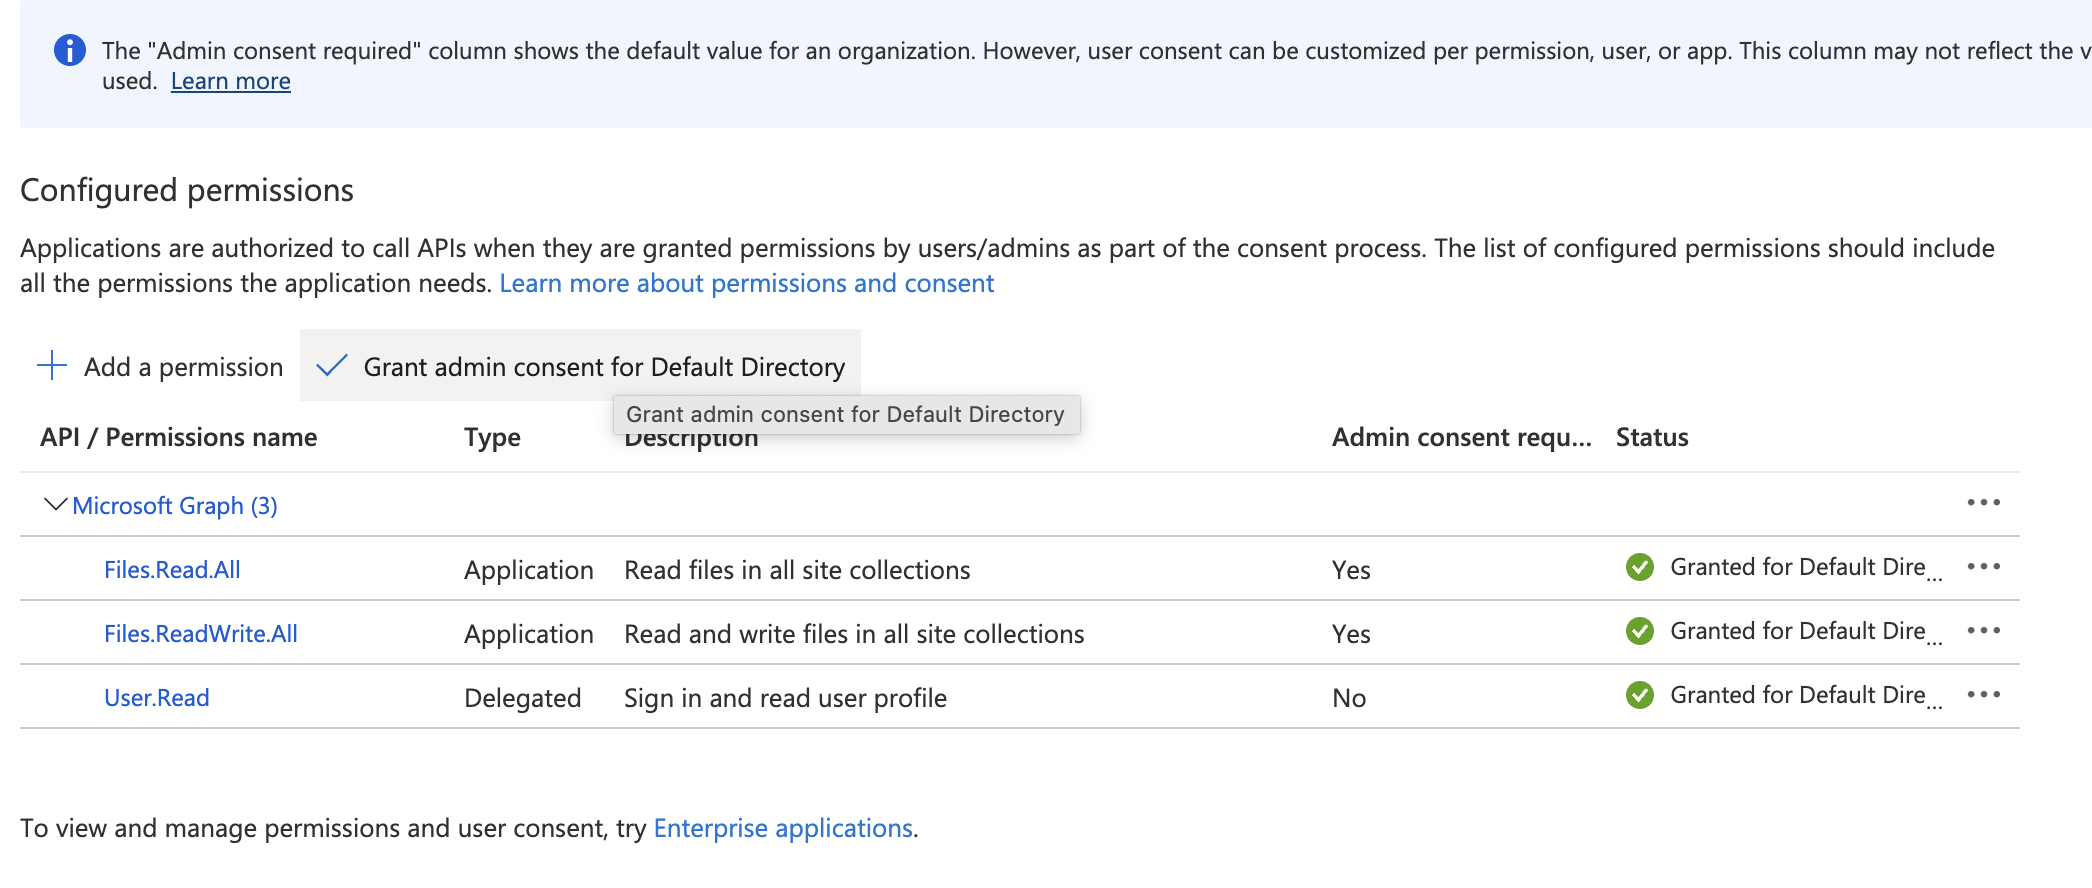 The "Admin consent required" column shows the default value for an organization. However, user consent can be customized per permission, user, or app. This column may not reflect the v
used. Learn more
Configured permissions
Applications are authorized to call APIs when they are granted permissions by users/admins as part of the consent process. The list of configured permissions should include
all the permissions the application needs. Learn more about permissions and consent
Add a permission Grant admin consent for Default Directory
Grant admin consent for Default Directory
API / Permissions name Type Description Admin consent requ... Status
Microsoft Graph (3)
Files.Read.All Application Read files in all site collections Yes Granted for Default Dire...
Files.ReadWrite.All Application Read and write files in all site collections Yes Granted for Default Dire...
User.Read Delegated Sign in and read user profile No Granted for Default Dire...
To view and manage permissions and user consent, try Enterprise applications.